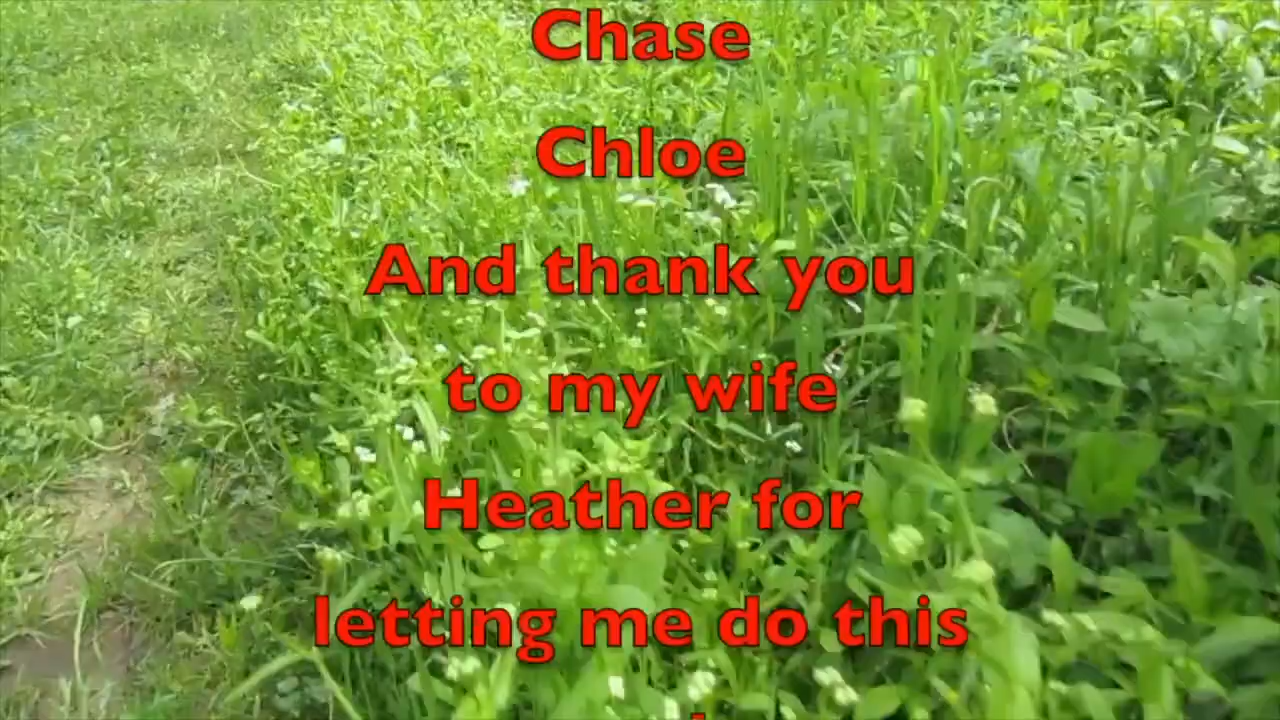 Chase
Chloe
And thank you
to my wife
Heather for
letting me do this